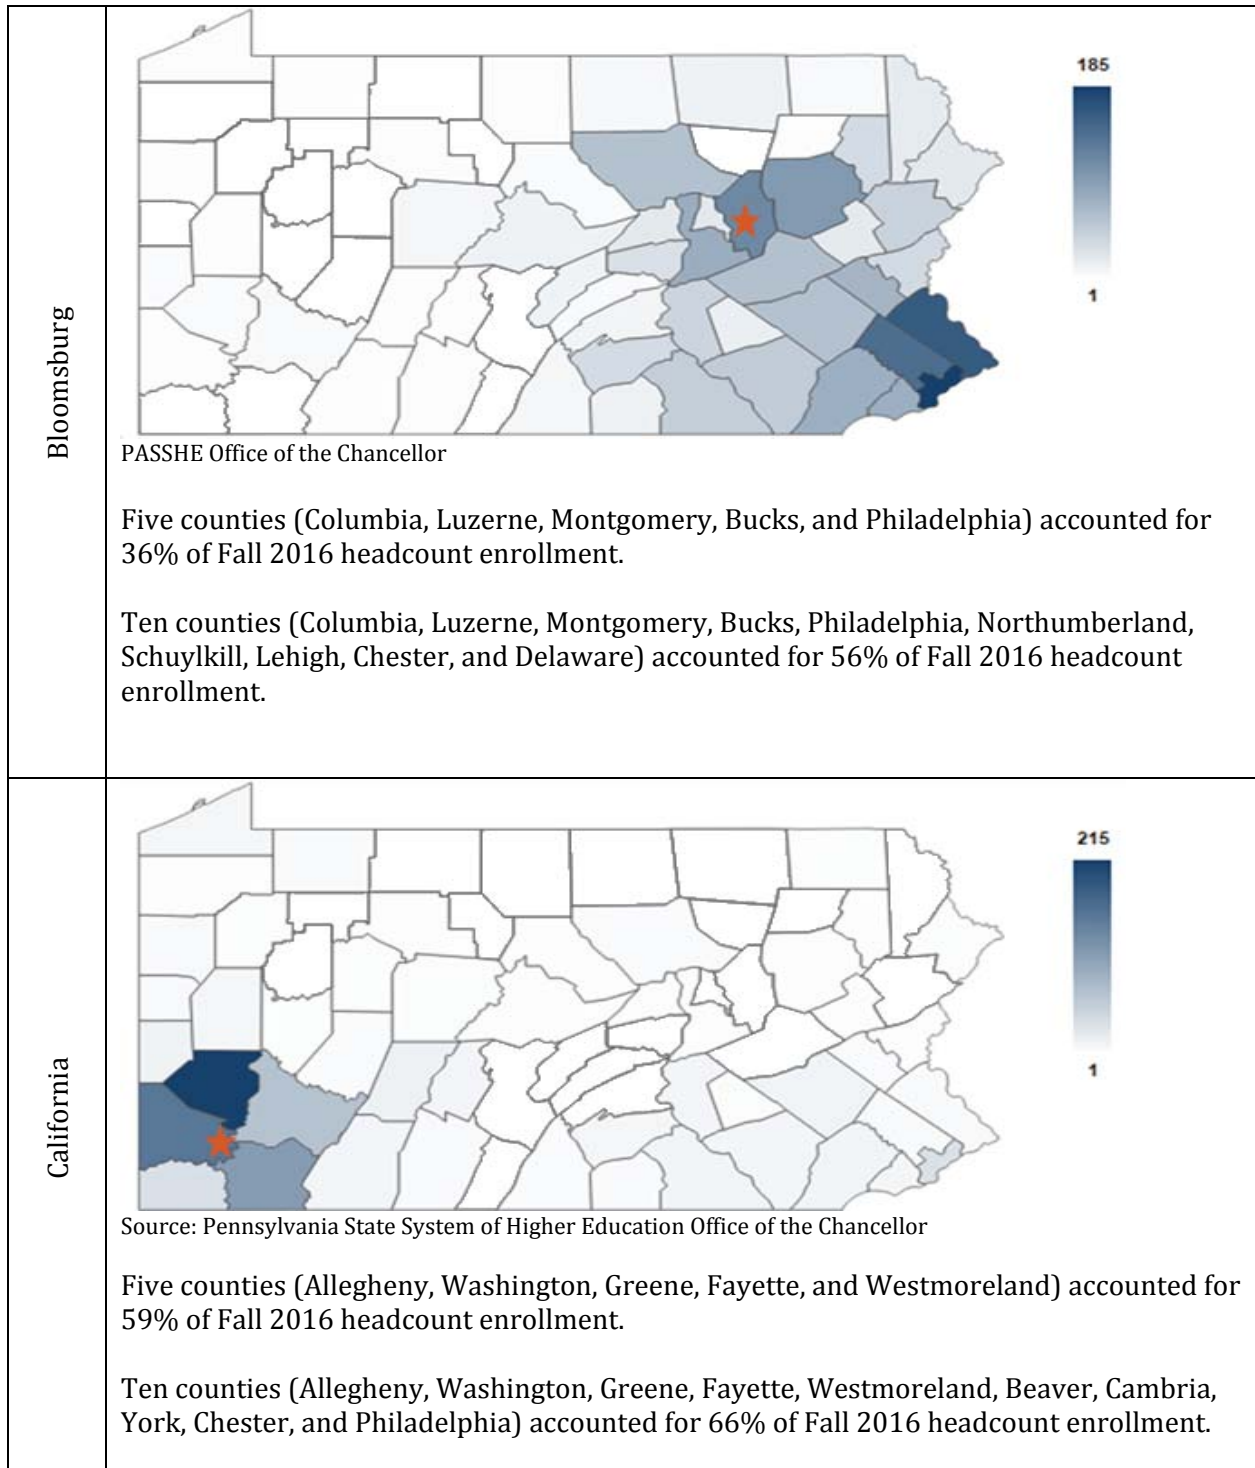 Bloomsburg
185
1
PASSHE Office of the Chancellor
Five counties (Columbia, Luzerne, Montgomery, Bucks, and Philadelphia) accounted for
36% of Fall 2016 headcount enrollment.
Ten counties (Columbia, Luzerne, Montgomery, Bucks, Philadelphia, Northumberland,
Schuylkill, Lehigh, Chester, and Delaware) accounted for 56% of Fall 2016 headcount
enrollment.
California
215
1
Source: Pennsylvania State System of Higher Education Office of the Chancellor
Five counties (Allegheny, Washington, Greene, Fayette, and Westmoreland) accounted for
59% of Fall 2016 headcount enrollment.
Ten counties (Allegheny, Washington, Greene, Fayette, Westmoreland, Beaver, Cambria,
York, Chester, and Philadelphia) accounted for 66% of Fall 2016 headcount enrollment.